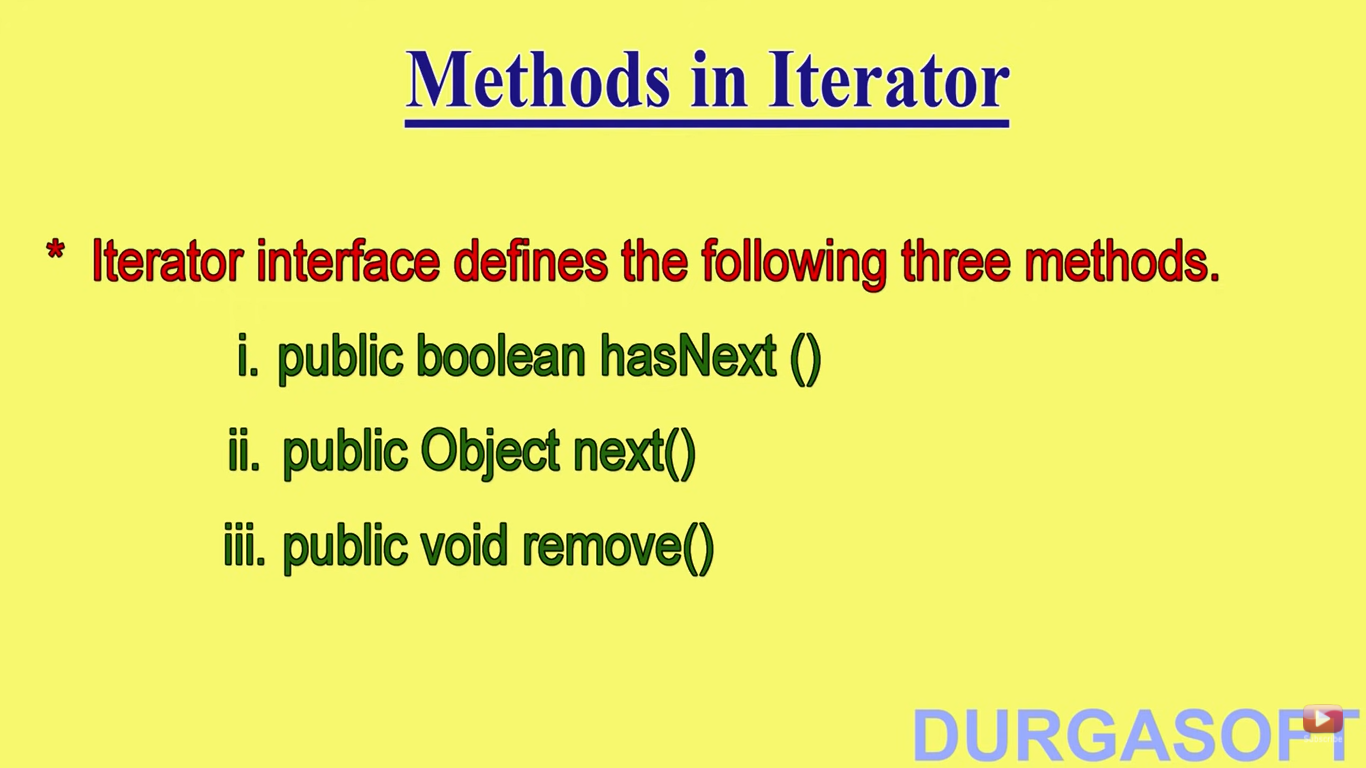 Methods in Iterator
* Iterator interface defines the following three methods.
i. public boolean hasNext ()
ii. public Object next()
iii. public void remove()
DURGASOFT
Subscribe